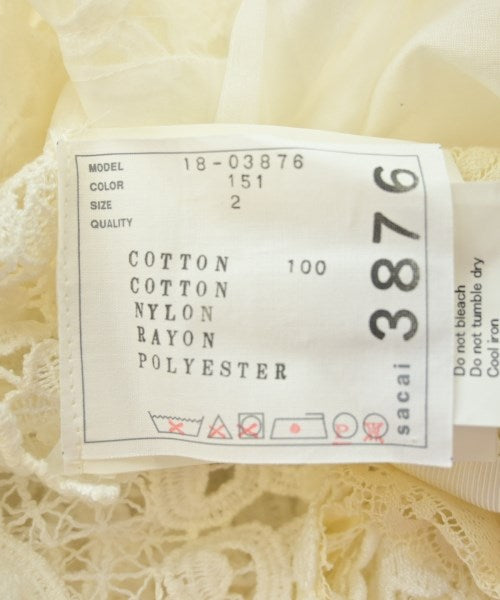 MODEL 18-03876
COLOR 151
SIZE 2
QUALITY
COTTON 100
COTTON
NYLON
RAYON
POLYESTER
P
sacai 3876
Do not bleach
Do not tumble dry
Cool iron